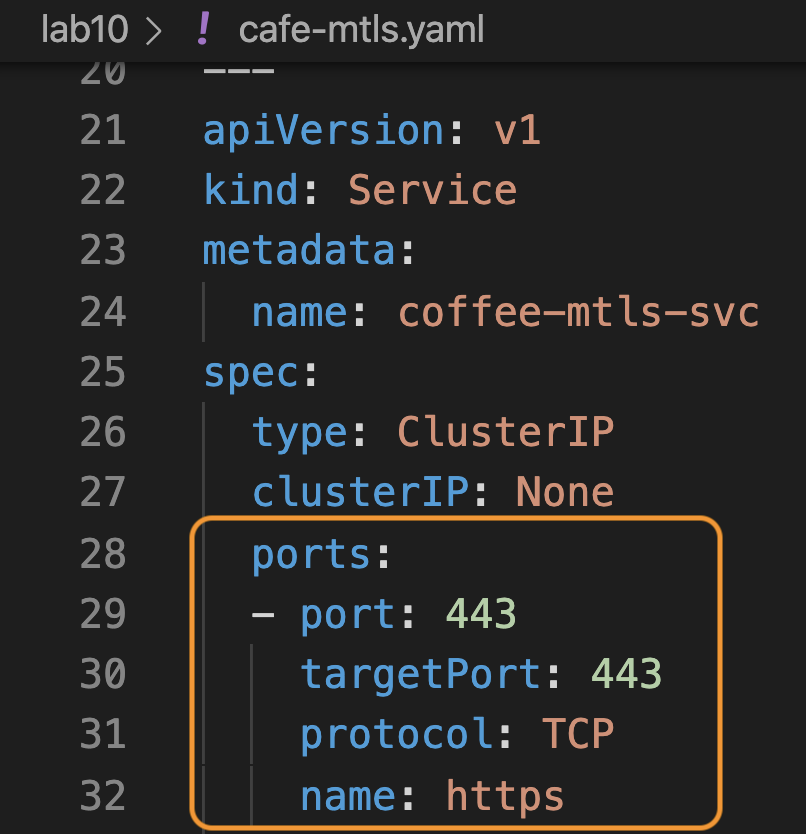 lab10 > ! cafe-mtls.yaml
20 ---
21 apiVersion: v1
22 kind: Service
23 metadata:
24   name: coffee-mtls-svc
25 spec:
26   type: ClusterIP
27   clusterIP: None
28   ports:
29   - port: 443
30     targetPort: 443
31     protocol: TCP
32     name: https